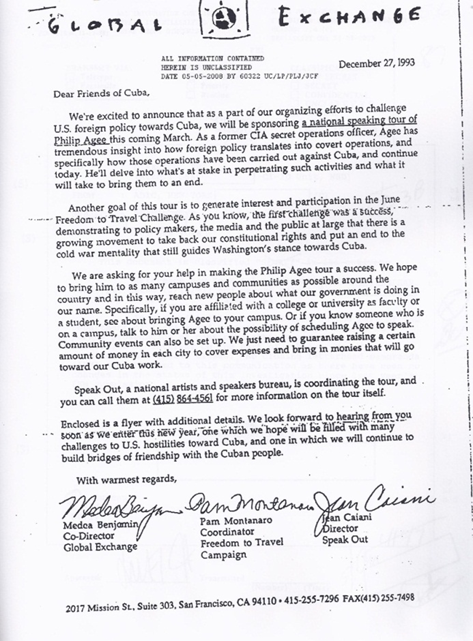 GLOBAL EXCHANGE
ALL INFORMATION CONTAINED
HEREIN IS UNCLASSIFIED
DATE 05-05-2008 BY 60322 UC/LP/PLJ/JCF
December 27, 1993
Dear Friends of Cuba,
We're excited to announce that as a part of our organizing efforts to challenge
U.S. foreign policy towards Cuba, we will be sponsoring a national speaking tour of
Philip Agee this coming March. As a former CIA secret operations officer, Agee has
tremendous insight into how foreign policy translates into covert operations, and
specifically how those operations have been carried out against Cuba, and continue
today. He'll delve into what's at stake in perpetrating such activities and what it
will take to bring them to an end.
Another goal of this tour is to generate interest and participation in the June
Freedom to Travel Challenge. As you know, the first challenge was a success,
demonstrating to policy makers, the media and the public at large that there is a
growing movement to take back our constitutional rights and put an end to the
cold war mentality that still guides Washington's stance towards Cuba.
We are asking for your help in making the Philip Agee tour a success. We hope
to bring him to as many campuses and communities as possible around the
country and in this way, reach new people about what our government is doing in
our name. Specifically, if you are affiliated with a college or university as faculty or
a student, see about bringing Agee to your campus. Or if you know someone who is
on a campus, talk to him or her about the possibility of scheduling Agee to speak.
Community events can also be set up. We just need to guarantee raising a certain
amount of money in each city to cover expenses and bring in monies that will go
toward our Cuba work.
Speak Out, a national artists and speakers bureau, is coordinating the tour, and
you can call them at (415) 864-4561 for more information on the tour itself.
Enclosed is a flyer with additional details. We look forward to hearing from you
soon as we enter this new year, one which we hope will be filled with many
challenges to U.S. hostilities toward Cuba, and one in which we will continue to
build bridges of friendship with the Cuban people.
With warmest regards,
Medea Benjamin Pam Montanaro Jean Caiani
Medea Benjamin Pam Montanaro Jean Caiani
Co-Director Coordinator Director
Global Exchange Freedom to Travel Speak Out
Campaign
2017 Mission St., Suite 303, San Francisco, CA 94110 • 415-255-7296 FAX(415) 255-7498